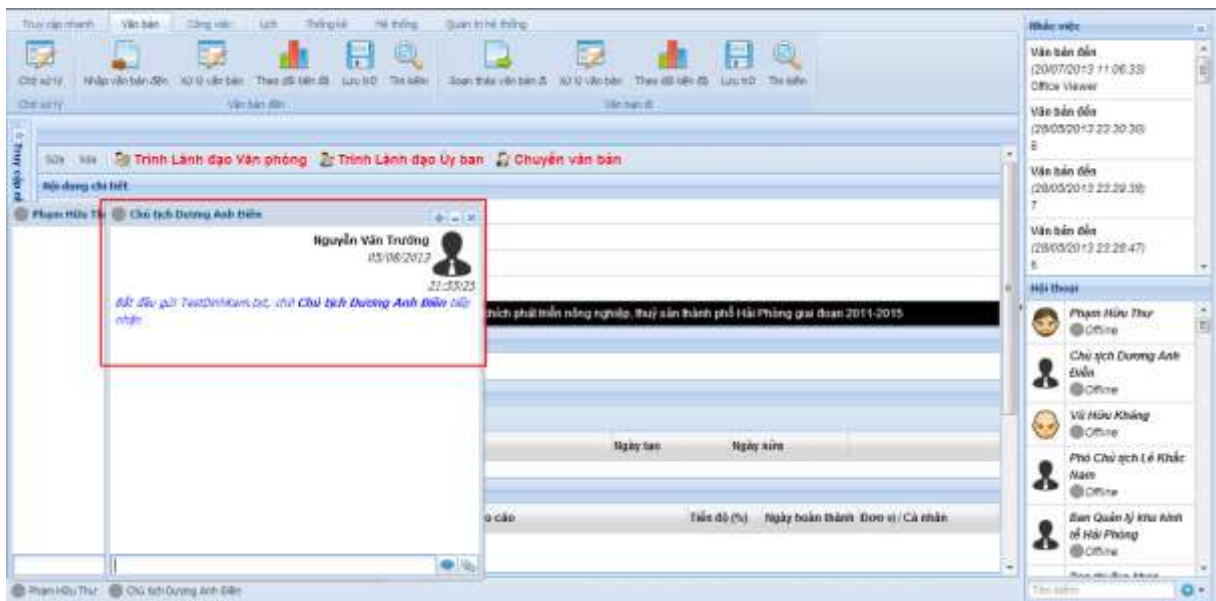 Truy cập nhanh Văn bản Công việc Lịch Thống kê Hệ thống Quản trị hệ thống
Chờ xử lý Nhập văn bản đến Xử lý văn bản Theo dõi tiến độ Lưu trữ Tìm kiếm Soạn thảo văn bản đi Xử lý văn bản Theo dõi tiến độ Lưu trữ Tìm kiếm
Chờ xử lý Văn bản đến Văn bản đi
Sửa Xóa Trình Lãnh đạo Văn phòng Trình Lãnh đạo Ủy ban Chuyển văn bản
Nội dung chi tiết
Phạm Hữu Th
Chủ tịch Dương Anh Điền
Nguyễn Văn Trường
05/08/2013
21:55:25
Bắt đầu gửi TestDinhKem.txt, chờ Chủ tịch Dương Anh Điền tiếp
nhận
thích phát triển nông nghiệp, thuỷ sản thành phố Hải Phòng giai đoạn 2011-2015
Ngày tạo Ngày sửa
o cáo Tiến độ (%) Ngày hoàn thành Đơn vị / Cá nhân
Phạm Hữu Thư Chủ tịch Dương Anh Điền
Nhắc việc
Văn bản đến
(20/07/2013 11:06:33)
Office Viewer
Văn bản đến
(28/05/2013 22:30:36)
8
Văn bản đến
(28/05/2013 22:29:38)
7
Văn bản đến
(28/05/2013 22:28:47)
6
Hội thoại
Phạm Hữu Thư
Offline
Chủ tịch Dương Anh
Điền
Offline
Vũ Hữu Kháng
Offline
Phó Chủ tịch Lê Khắc
Nam
Offline
Ban Quản lý khu kinh
tế Hải Phòng
Offline
Tìm kiếm